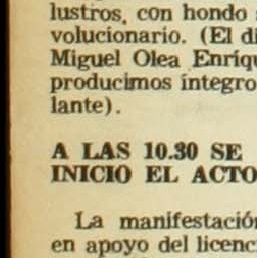 lustros, con hondo
volucionario. (El di
Miguel Olea Enríqu
producimos íntegro
lante).
A LAS 10.30 SE
INICIO EL ACTO
La manifestación
en apoyo del licenc